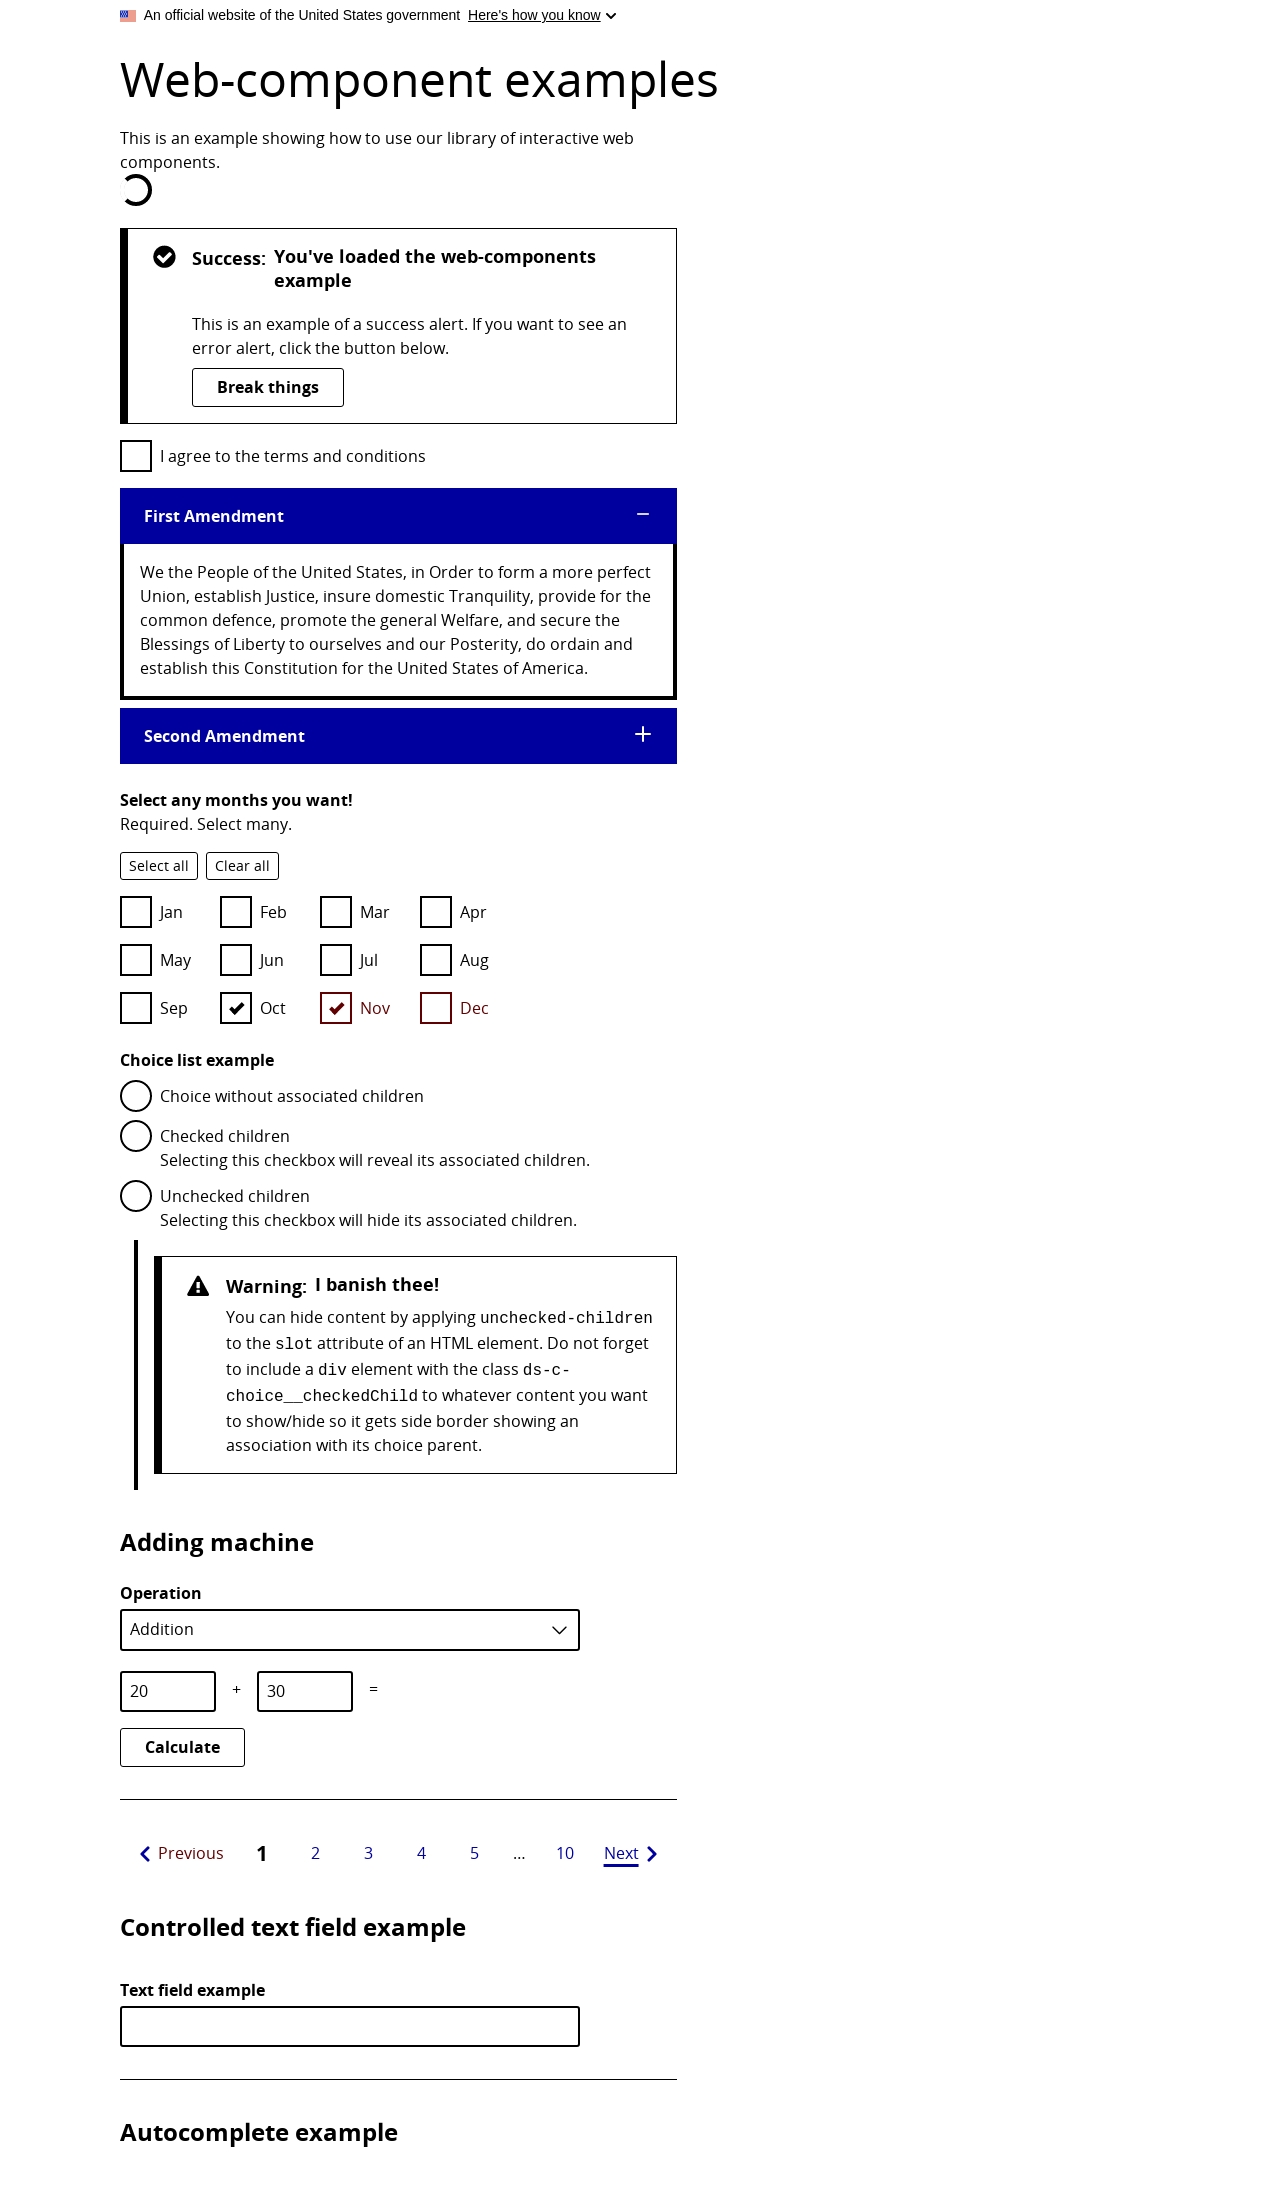 An official website of the United States government Here's how you know
Web-component examples
This is an example showing how to use our library of interactive web
components.
Success: You've loaded the web-components
example
This is an example of a success alert. If you want to see an
error alert, click the button below.
Break things
I agree to the terms and conditions
First Amendment
We the People of the United States, in Order to form a more perfect
Union, establish Justice, insure domestic Tranquility, provide for the
common defence, promote the general Welfare, and secure the
Blessings of Liberty to ourselves and our Posterity, do ordain and
establish this Constitution for the United States of America.
Second Amendment
Select any months you want!
Required. Select many.
Select all Clear all
Jan Feb Mar Apr
May Jun Jul Aug
Sep Oct Nov Dec
Choice list example
Choice without associated children
Checked children
Selecting this checkbox will reveal its associated children.
Unchecked children
Selecting this checkbox will hide its associated children.
Warning: I banish thee!
You can hide content by applying unchecked-children
to the slot attribute of an HTML element. Do not forget
to include a div element with the class ds-c-
choice__checkedChild to whatever content you want
to show/hide so it gets side border showing an
association with its choice parent.
Adding machine
Operation
Addition
20 + 30 =
Calculate
Previous 1 2 3 4 5 … 10 Next
Controlled text field example
Text field example
Autocomplete example